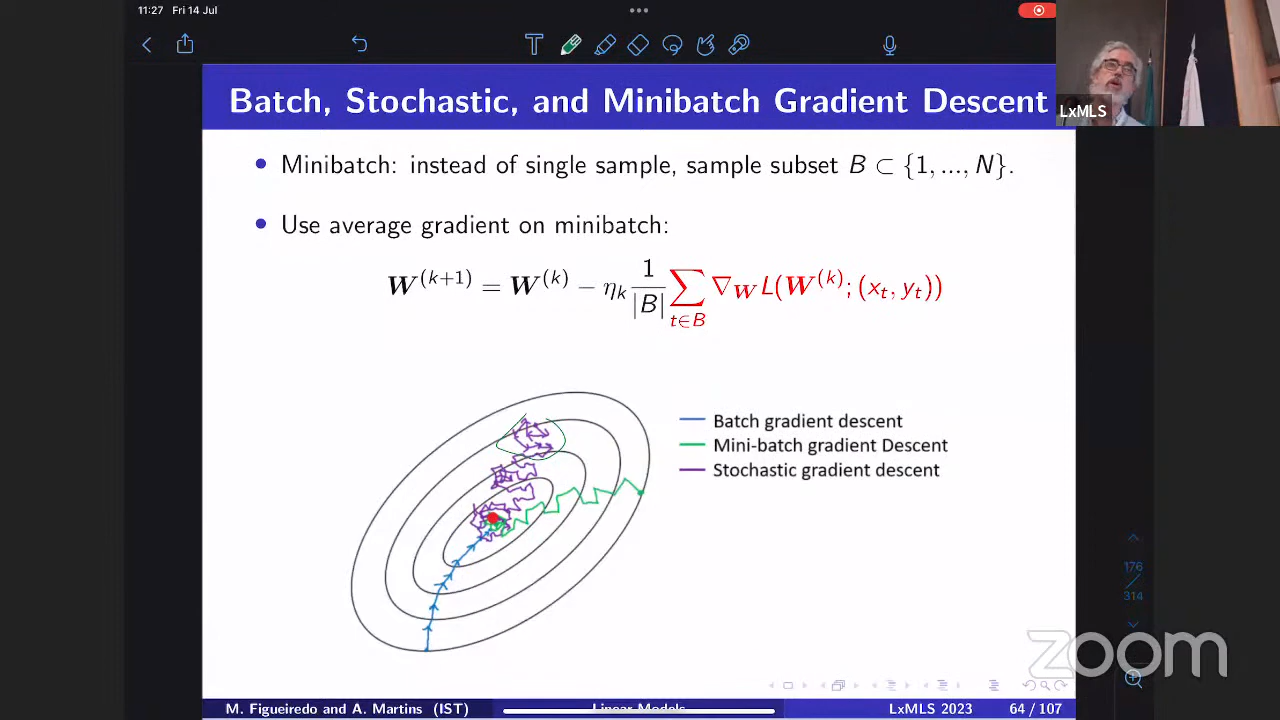 11:27 Fri 14 Jul
T
Batch, Stochastic, and Minibatch Gradient Descent
LxMLS
Minibatch: instead of single sample, sample subset B ⊂ {1, ..., N}.
Use average gradient on minibatch:
W^(k+1) = W^(k) − η_k 1/|B| ∑_{t∈B} ∇_W L(W^(k); (x_t, y_t))
Batch gradient descent
Mini-batch gradient Descent
Stochastic gradient descent
176
314
zoom
M. Figueiredo and A. Martins (IST) Linear Models LxMLS 2023 64 / 107